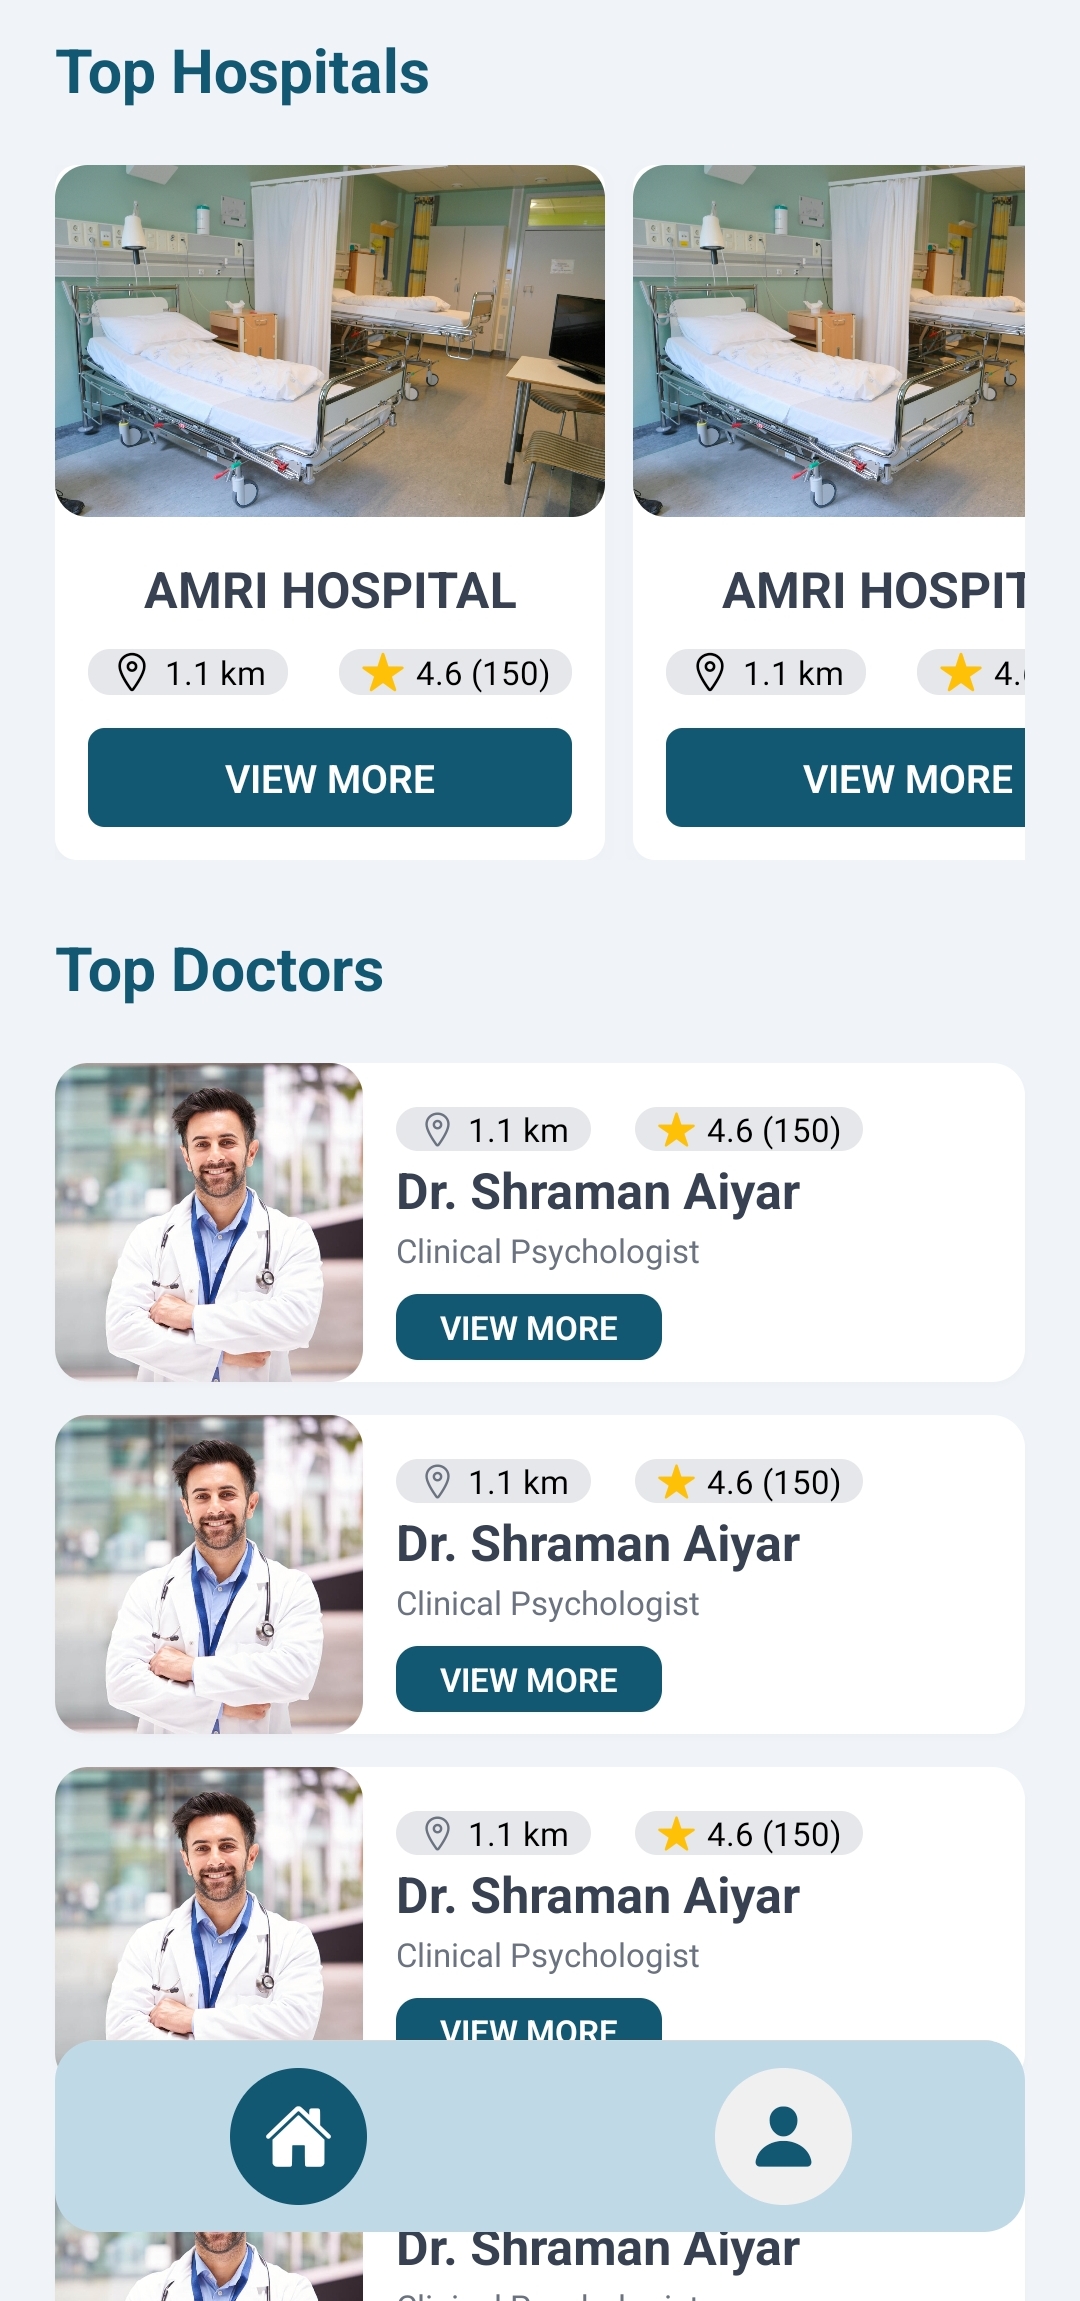 Top Hospitals
AMRI HOSPITAL
1.1 km
4.6 (150)
VIEW MORE
AMRI HOSPIT
1.1 km
4.
VIEW MORE
Top Doctors
1.1 km
4.6 (150)
Dr. Shraman Aiyar
Clinical Psychologist
VIEW MORE
1.1 km
4.6 (150)
Dr. Shraman Aiyar
Clinical Psychologist
VIEW MORE
1.1 km
4.6 (150)
Dr. Shraman Aiyar
Clinical Psychologist
VIEW MORE
Dr. Shraman Aiyar